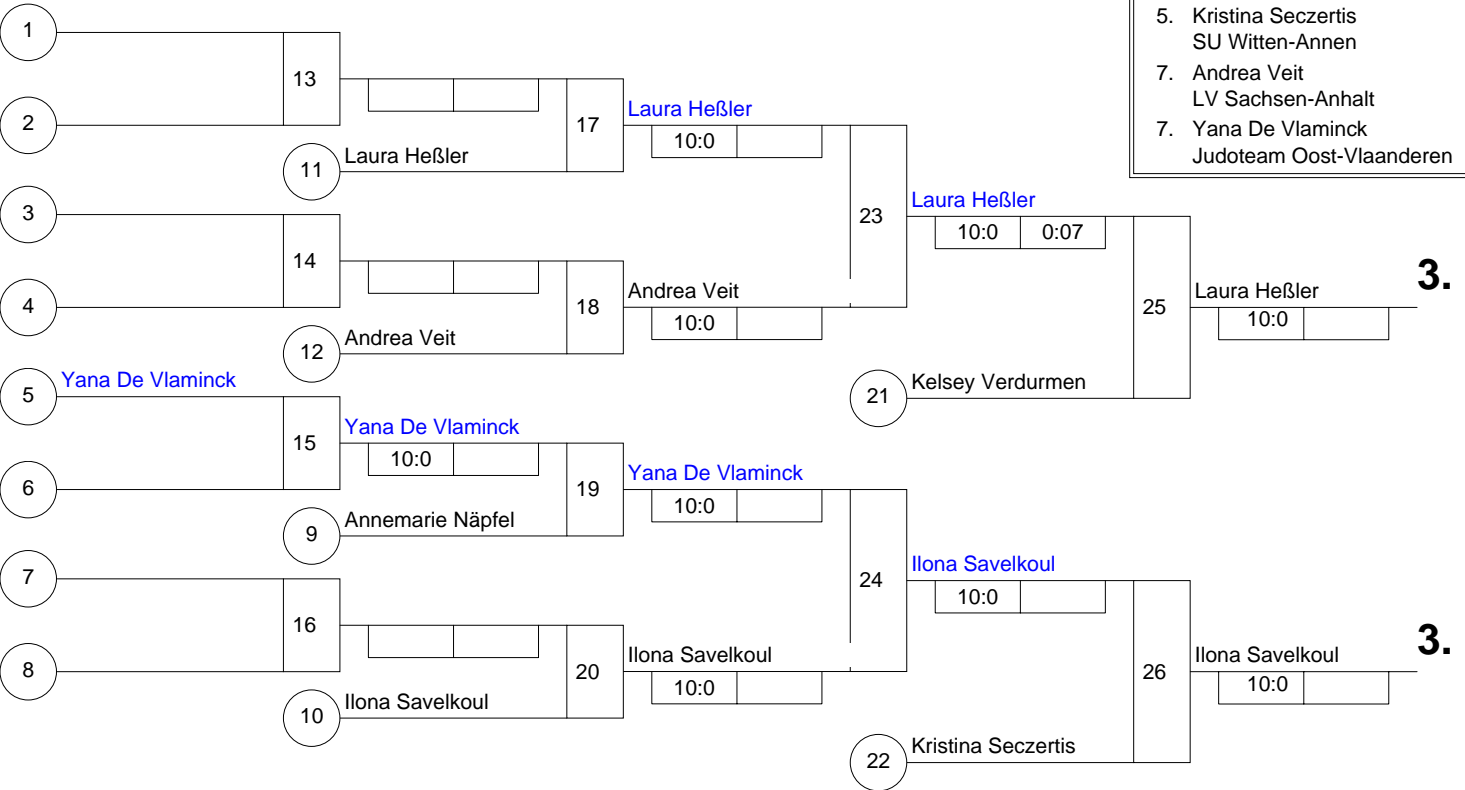 5. Kristina Seczertis
SU Witten-Annen
7. Andrea Veit
LV Sachsen-Anhalt
7. Yana De Vlaminck
Judoteam Oost-Vlaanderen
1
13
2
17
Laura Heßler
10:0
11
Laura Heßler
3
23
Laura Heßler
10:0 0:07
14
4
18
Andrea Veit
10:0
25
Laura Heßler
10:0
3.
12
Andrea Veit
5
Yana De Vlaminck
21
Kelsey Verdurmen
15
Yana De Vlaminck
10:0
6
19
Yana De Vlaminck
10:0
9
Annemarie Näpfel
7
24
Ilona Savelkoul
10:0
16
8
20
Ilona Savelkoul
10:0
26
Ilona Savelkoul
10:0
3.
10
Ilona Savelkoul
22
Kristina Seczertis